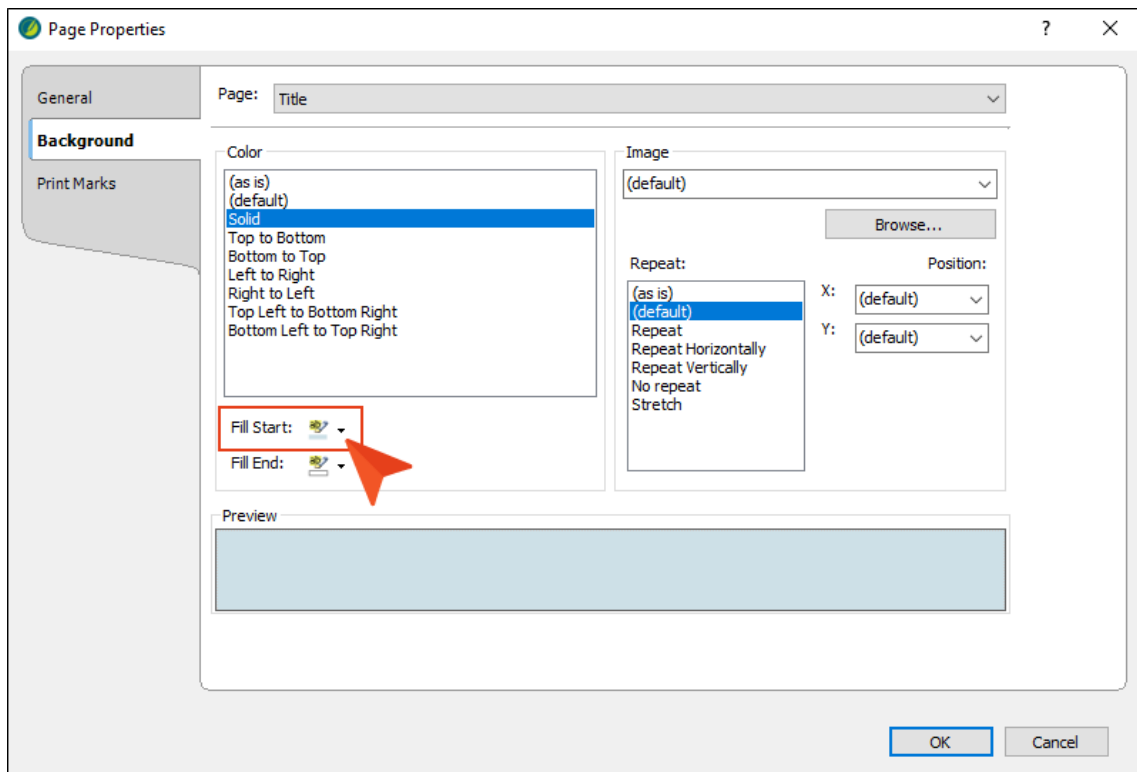 Page Properties
?
General
Background
Print Marks
Page: Title
Color
(as is)
(default)
Solid
Top to Bottom
Bottom to Top
Left to Right
Right to Left
Top Left to Bottom Right
Bottom Left to Top Right
Fill Start:
Fill End:
Image
(default)
Browse...
Repeat:
(as is)
(default)
Repeat
Repeat Horizontally
Repeat Vertically
No repeat
Stretch
Position:
X: (default)
Y: (default)
Preview
OK
Cancel